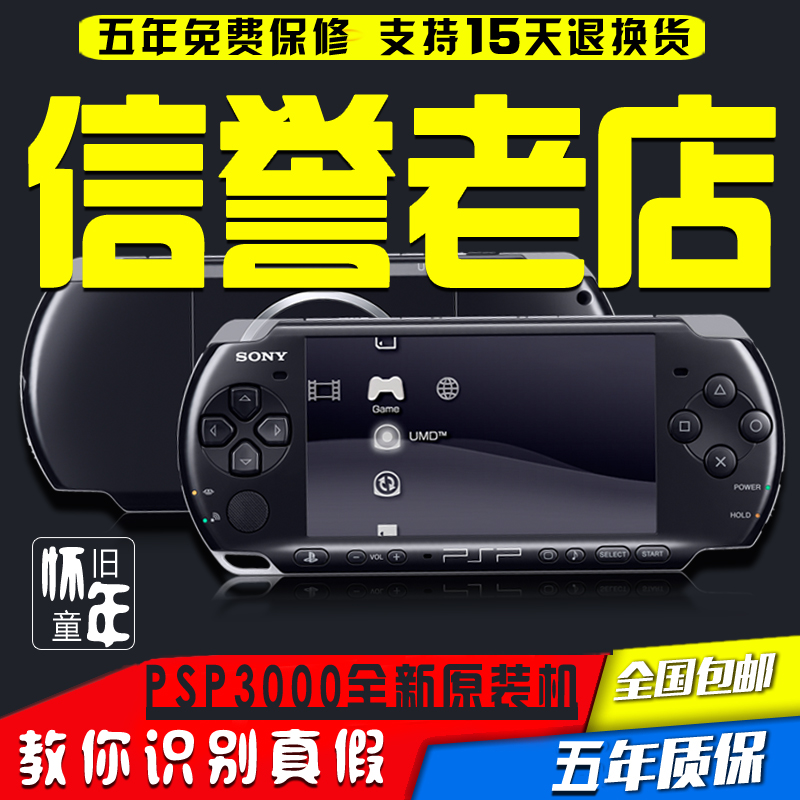 五年免费保修 支持15天退换货
信誉老店
U
SONY
Game
UMD™
POWER
HOLD
VOL
PSP
SELECT
START
怀旧
童年
PSP3000全新原装机
全国包邮
教你识别真假
五年质保